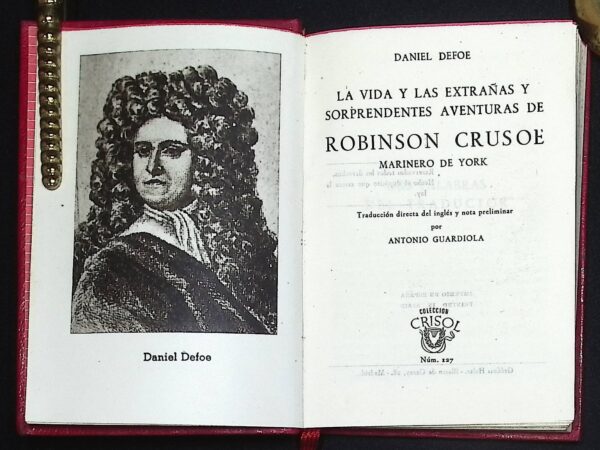 Daniel Defoe
DANIEL DEFOE
LA VIDA Y LAS EXTRAÑAS Y
SORPRENDENTES AVENTURAS DE
ROBINSON CRUSOE
MARINERO DE YORK
Traducción directa del inglés y nota preliminar
por
ANTONIO GUARDIOLA
COLECCION
CRISOL
Núm. 127